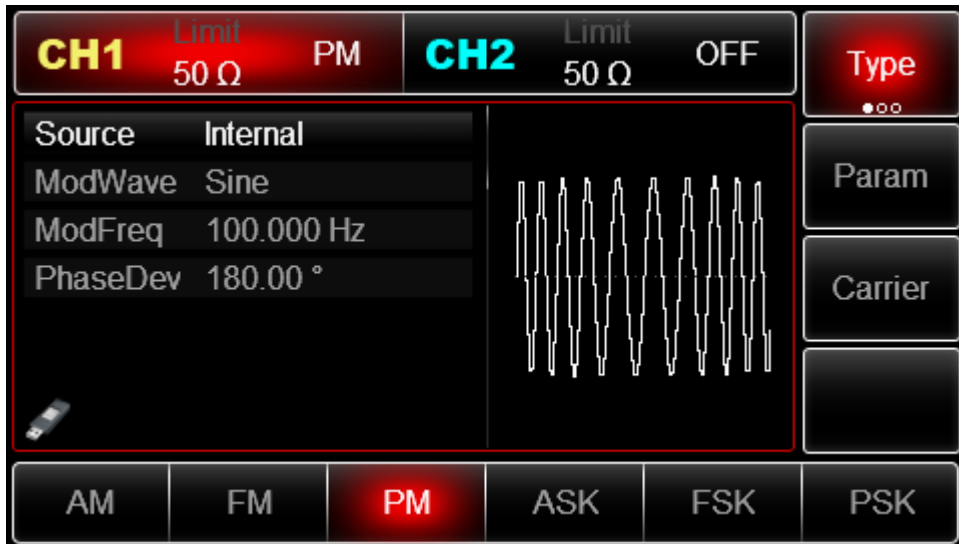 CH1 Limit 50 Ω PM CH2 Limit 50 Ω OFF
Type
Source Internal
ModWave Sine
ModFreq 100.000 Hz
PhaseDev 180.00 °
Param
Carrier
AM FM PM ASK FSK PSK